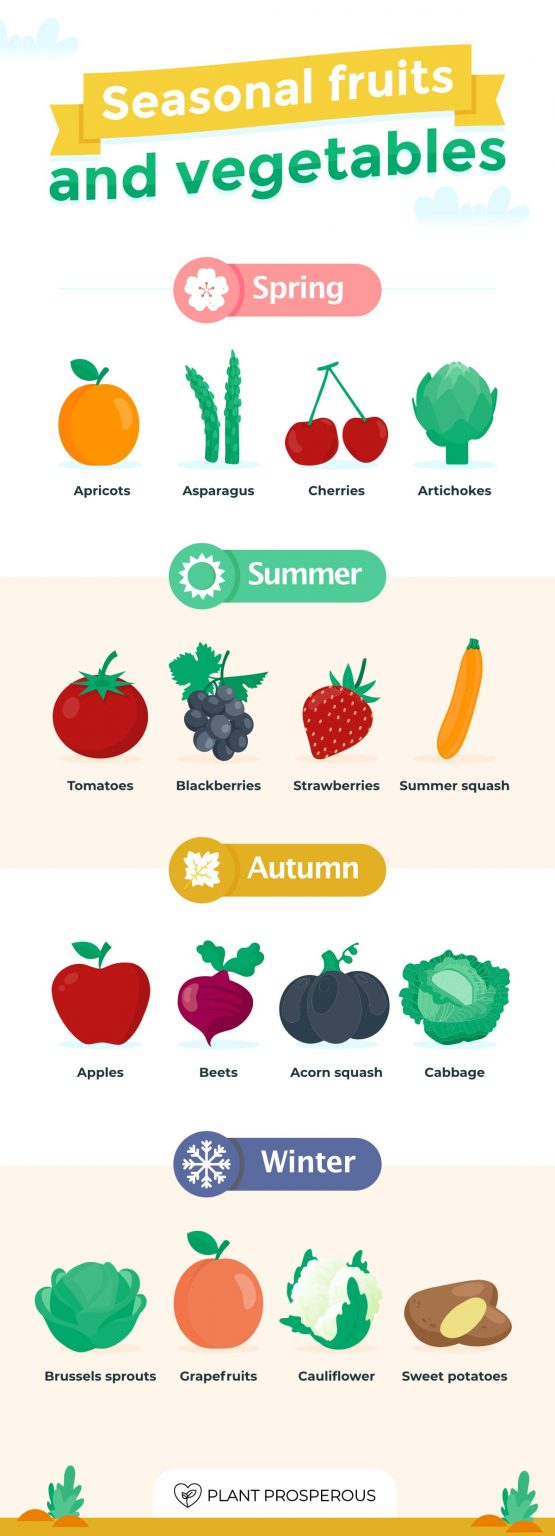 Seasonal fruits
and vegetables
Spring
Apricots
Asparagus
Cherries
Artichokes
Summer
Tomatoes
Blackberries
Strawberries
Summer squash
Autumn
Apples
Beets
Acorn squash
Cabbage
Winter
Brussels sprouts
Grapefruits
Cauliflower
Sweet potatoes
PLANT PROSPEROUS